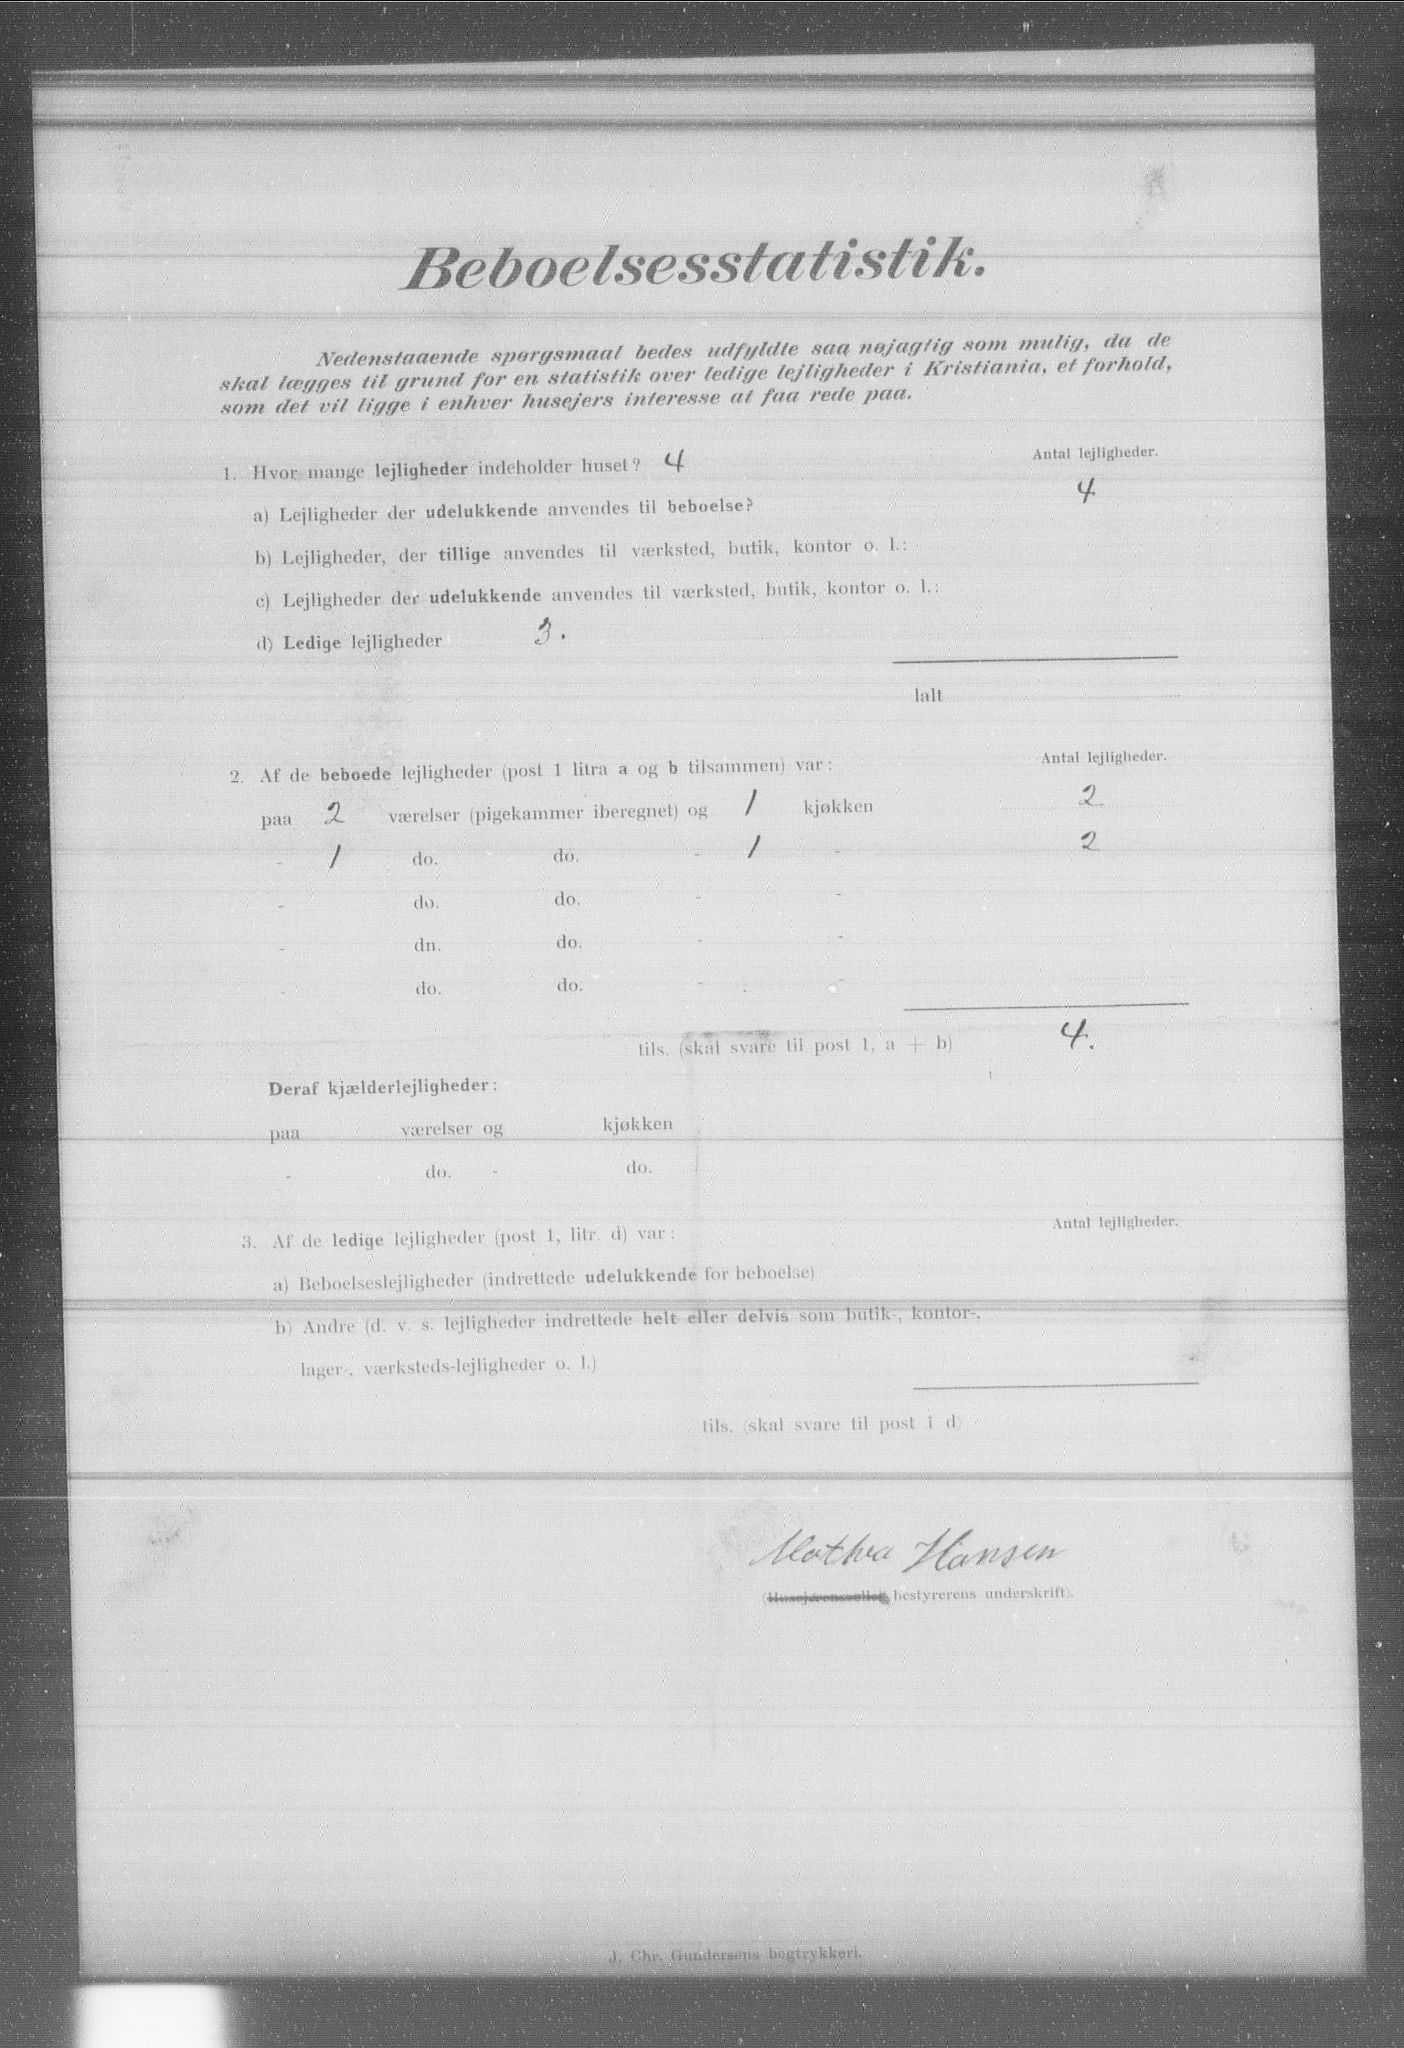 Beboelsesstatistik.
Nedenstaaende spørgsmaal bedes udfyldte saa nøjagtig som mulig, da de
skal lægges til grund for en statistik over ledige lejligheder i Kristiania, et forhold,
som det vil ligge i enhver husejers interesse at faa rede paa.
Antal lejligheder.
1. Hvor mange lejligheder indeholder huset? 4
a) Lejligheder der udelukkende anvendes til beboelse? 4
b) Lejligheder, der tillige anvendes til værksted, butik, kontor o. l.:
c) Lejligheder der udelukkende anvendes til værksted, butik, kontor o. l.:
d) Ledige lejligheder 3.
Ialt
2. Af de beboede lejligheder (post 1 litra a og b tilsammen) var: Antal lejligheder.
paa 2 værelser (pigekammer iberegnet) og 1 kjøkken 2
- 1 do. do. - 1 - 2
- do. do. - -
- dn. do. - -
- do. do. - -
tils. (skal svare til post 1, a + b) 4.
Deraf kjælderlejligheder:
paa værelser og kjøkken
- do. - do.
3. Af de ledige lejligheder (post 1, litr. d) var: Antal lejligheder.
a) Beboelseslejligheder (indrettede udelukkende for beboelse)
b) Andre (d. v. s. lejligheder indrettede helt eller delvis som butik-, kontor-,
lager-, værksteds-lejligheder o. l.)
tils. (skal svare til post 1 d)
Hansen
(Husejerens eller bestyrerens underskrift).
J. Chr. Gundersens bogtrykkeri.